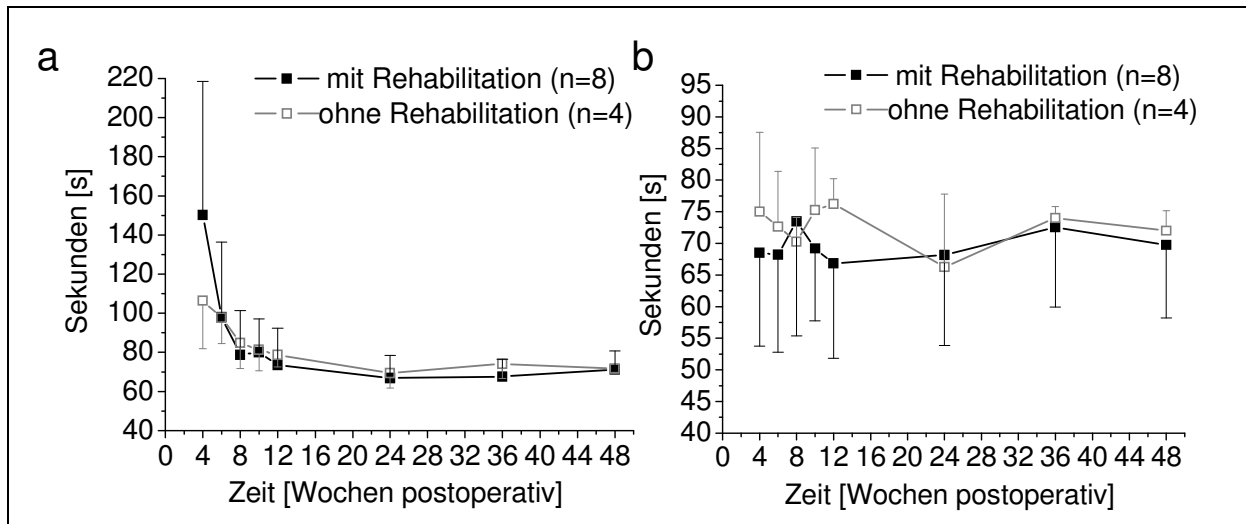 a
mit Rehabilitation (n=8)
ohne Rehabilitation (n=4)
220
200
180
160
140
120
100
80
60
40
Sekunden [s]
0 4 8 12 16 20 24 28 32 36 40 44 48
Zeit [Wochen postoperativ]
b
mit Rehabilitation (n=8)
ohne Rehabilitation (n=4)
95
90
85
80
75
70
65
60
55
50
45
40
Sekunden [s]
0 4 8 12 16 20 24 28 32 36 40 44 48
Zeit [Wochen postoperativ]